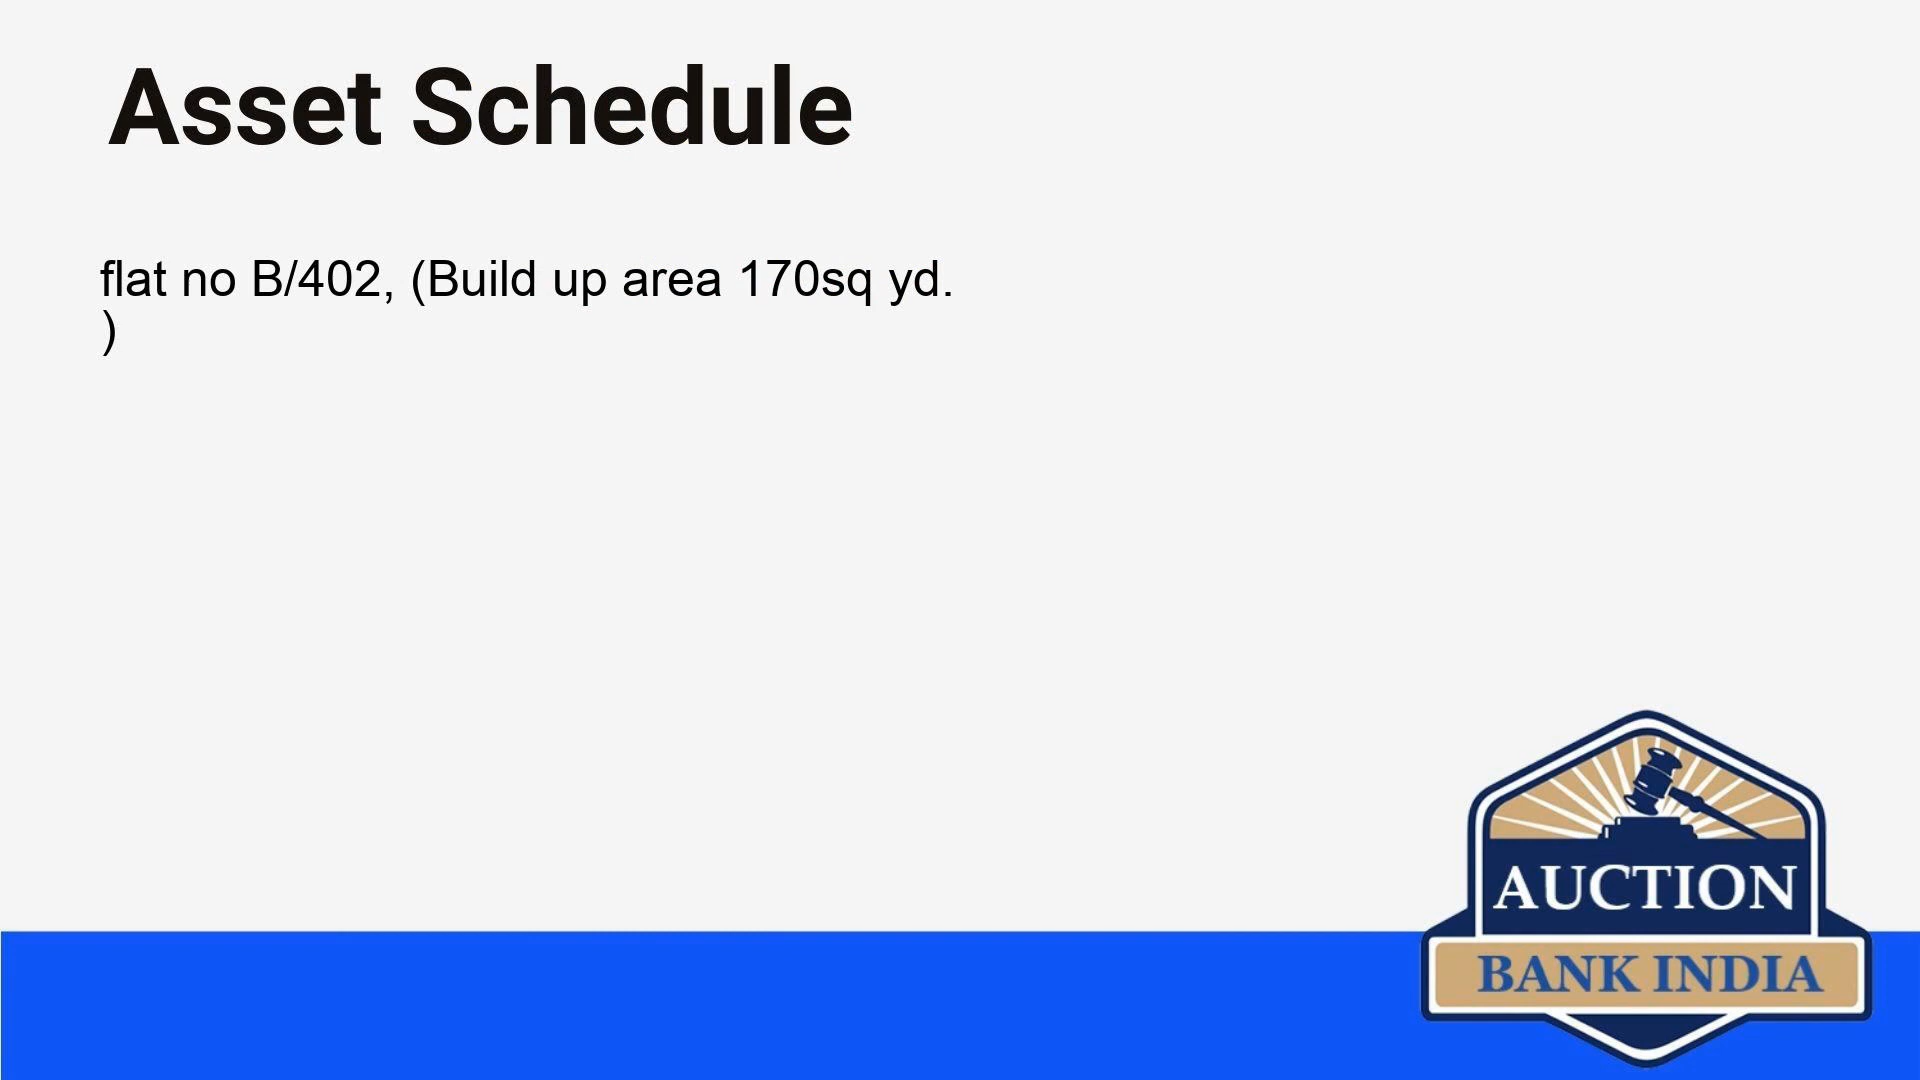 Asset Schedule
flat no B/402, (Build up area 170sq yd.
)
AUCTION
BANK INDIA